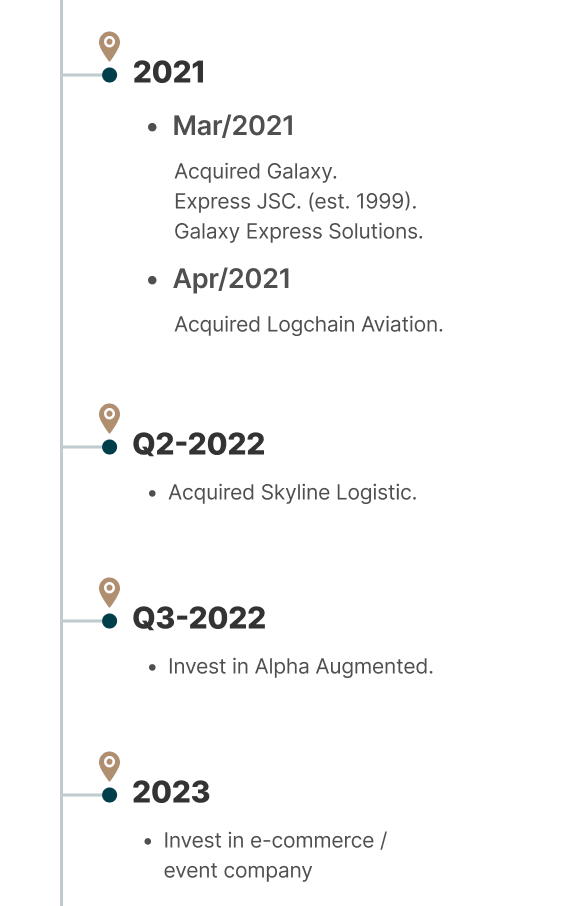 2021
• Mar/2021
Acquired Galaxy.
Express JSC. (est. 1999).
Galaxy Express Solutions.
• Apr/2021
Acquired Logchain Aviation.
Q2-2022
• Acquired Skyline Logistic.
Q3-2022
• Invest in Alpha Augmented.
2023
• Invest in e-commerce /
event company